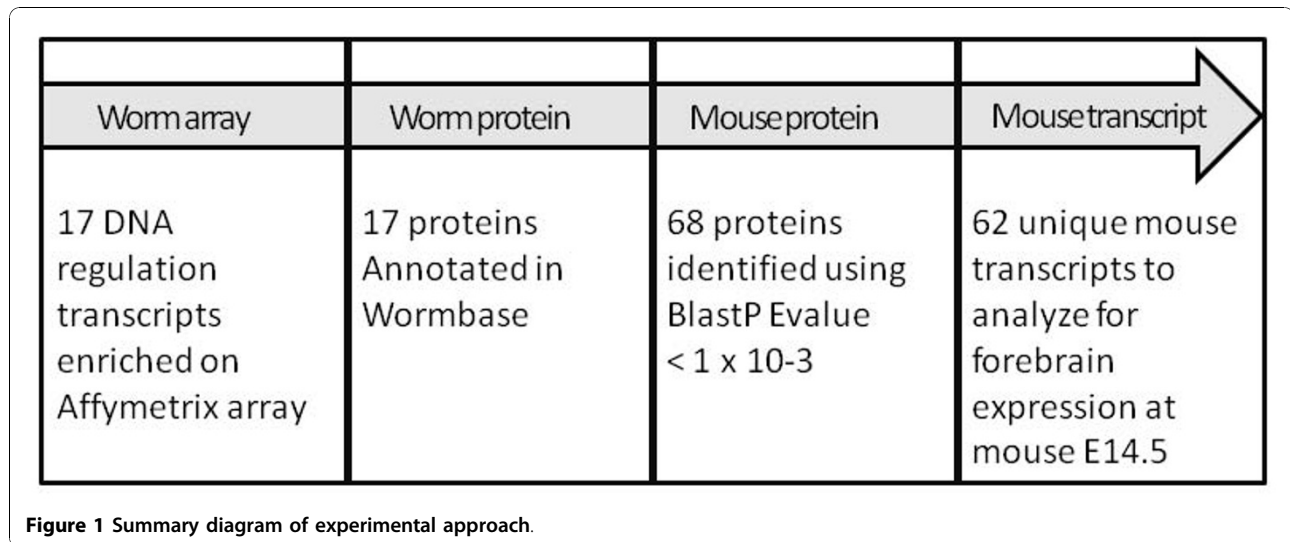 Worm array
Worm protein
Mouse protein
Mouse transcript
17 DNA
regulation
transcripts
enriched on
Affymetrix array
17 proteins
Annotated in
Wormbase
68 proteins
identified using
BlastP Evalue
< 1 x 10-3
62 unique mouse
transcripts to
analyze for
forebrain
expression at
mouse E14.5
Figure 1 Summary diagram of experimental approach.